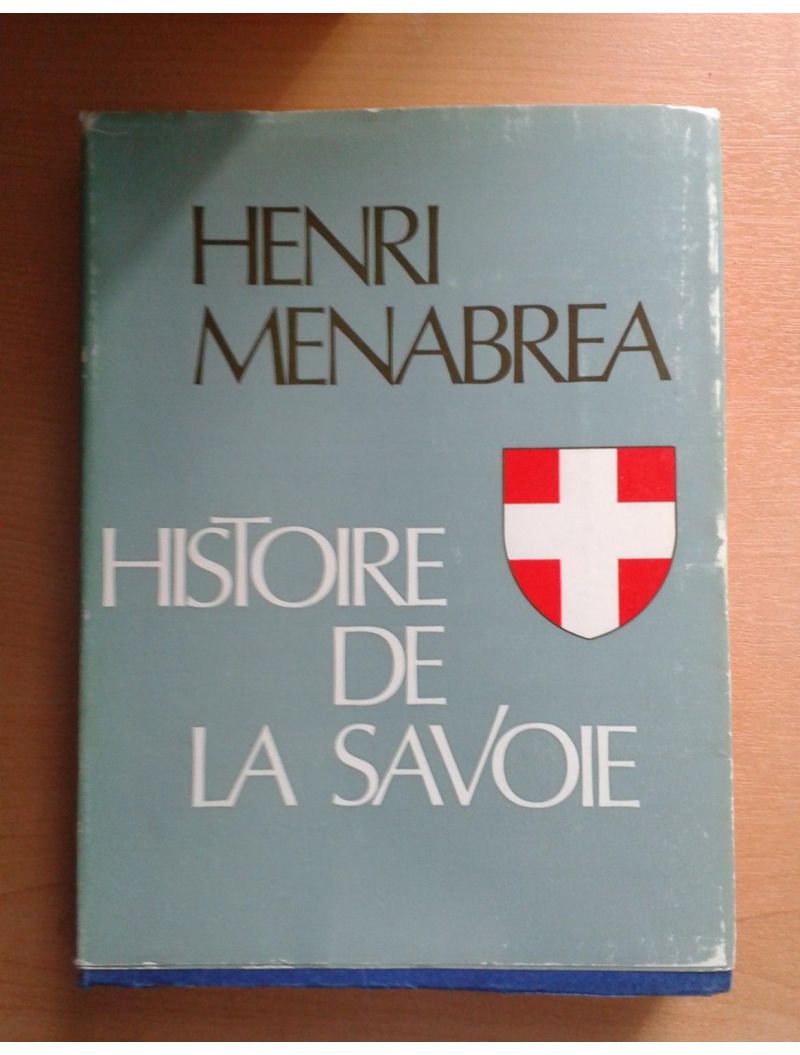 HENRI
MENABREA
HISTOIRE
DE
LA SAVOIE